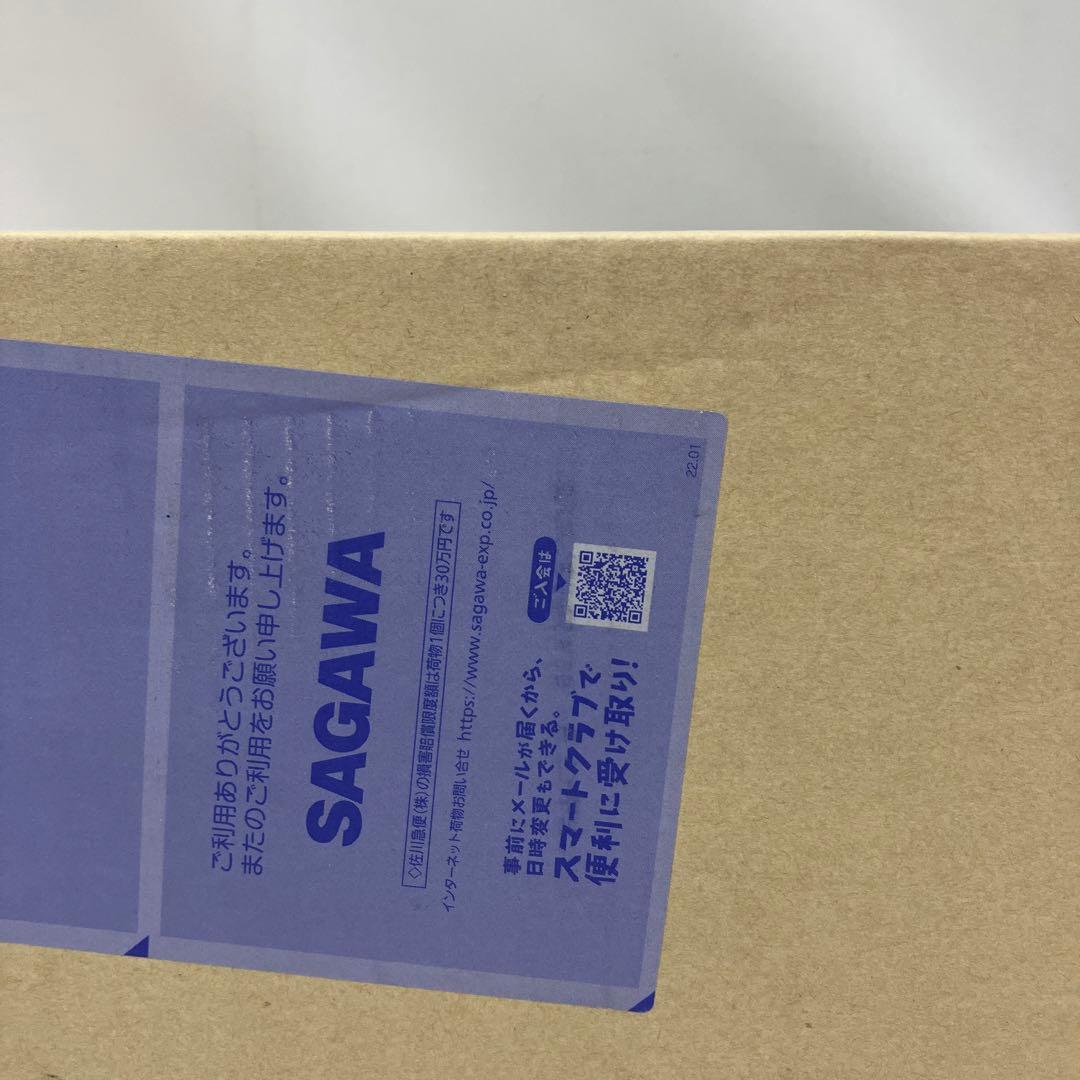 ご利用ありがとうございます。
またのご利用をお願い申し上げます。
SAGAWA
◇佐川急便(株)の損害賠償限度額は荷物1個につき30万円です
インターネット荷物お問い合せ https://www.sagawa-exp.co.jp/
事前にメールが届くから、
日時変更もできる。
スマートクラブで
便利に受け取り!
ご入会は
22.01